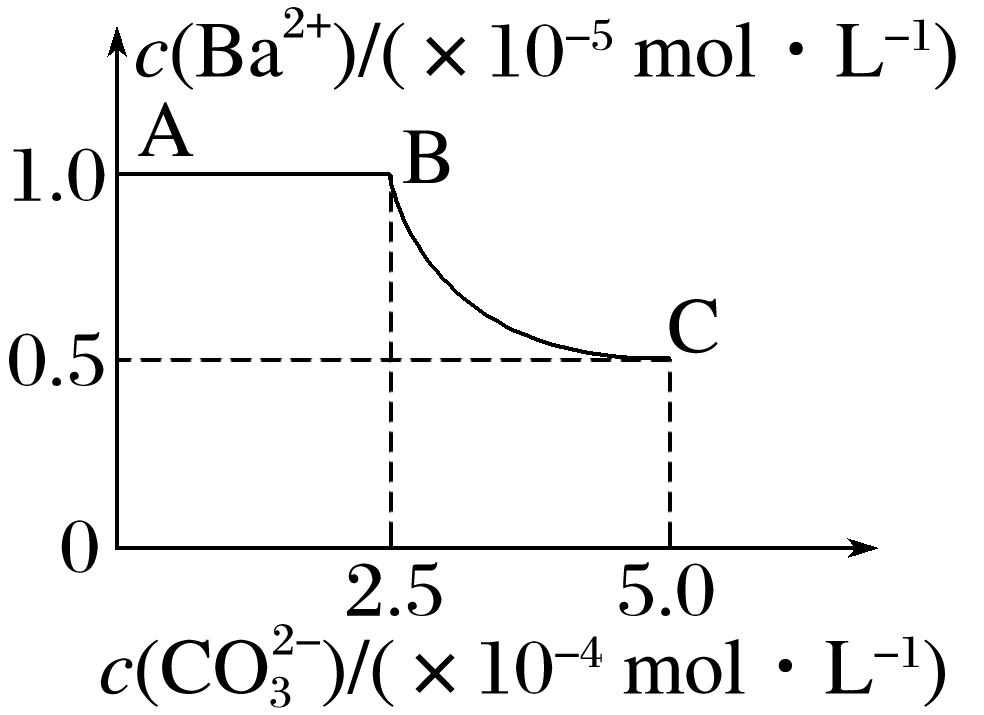 c(Ba²⁺)/(×10⁻⁵ mol·L⁻¹)
A
1.0
B
C
0.5
0
2.5 5.0
c(CO₃²⁻)/(×10⁻⁴ mol·L⁻¹)